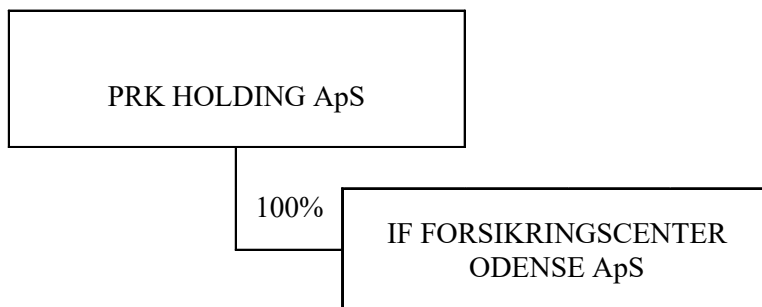 PRK HOLDING ApS
100%
IF FORSIKRINGSCENTER
ODENSE ApS